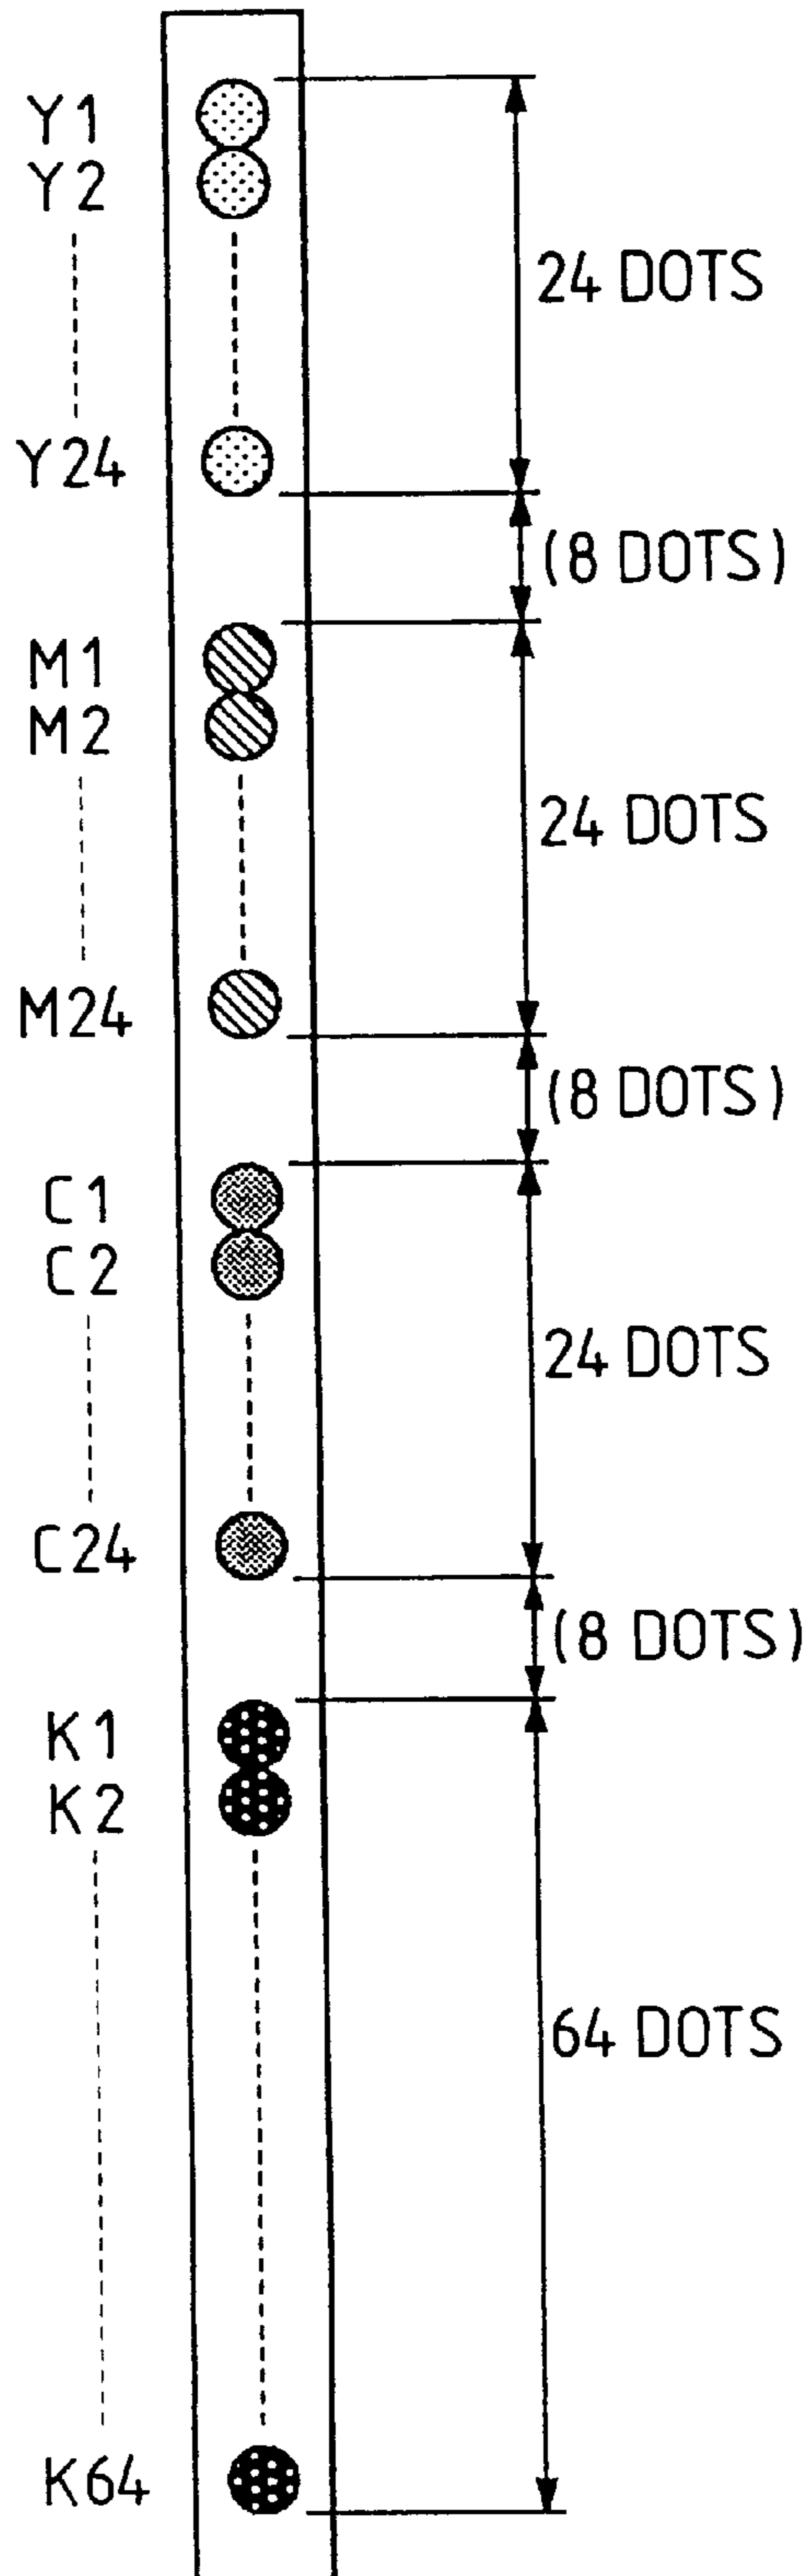 Y1
Y2
24 DOTS
Y24
(8 DOTS)
M1
M2
24 DOTS
M24
(8 DOTS)
C1
C2
24 DOTS
C24
(8 DOTS)
K1
K2
64 DOTS
K64